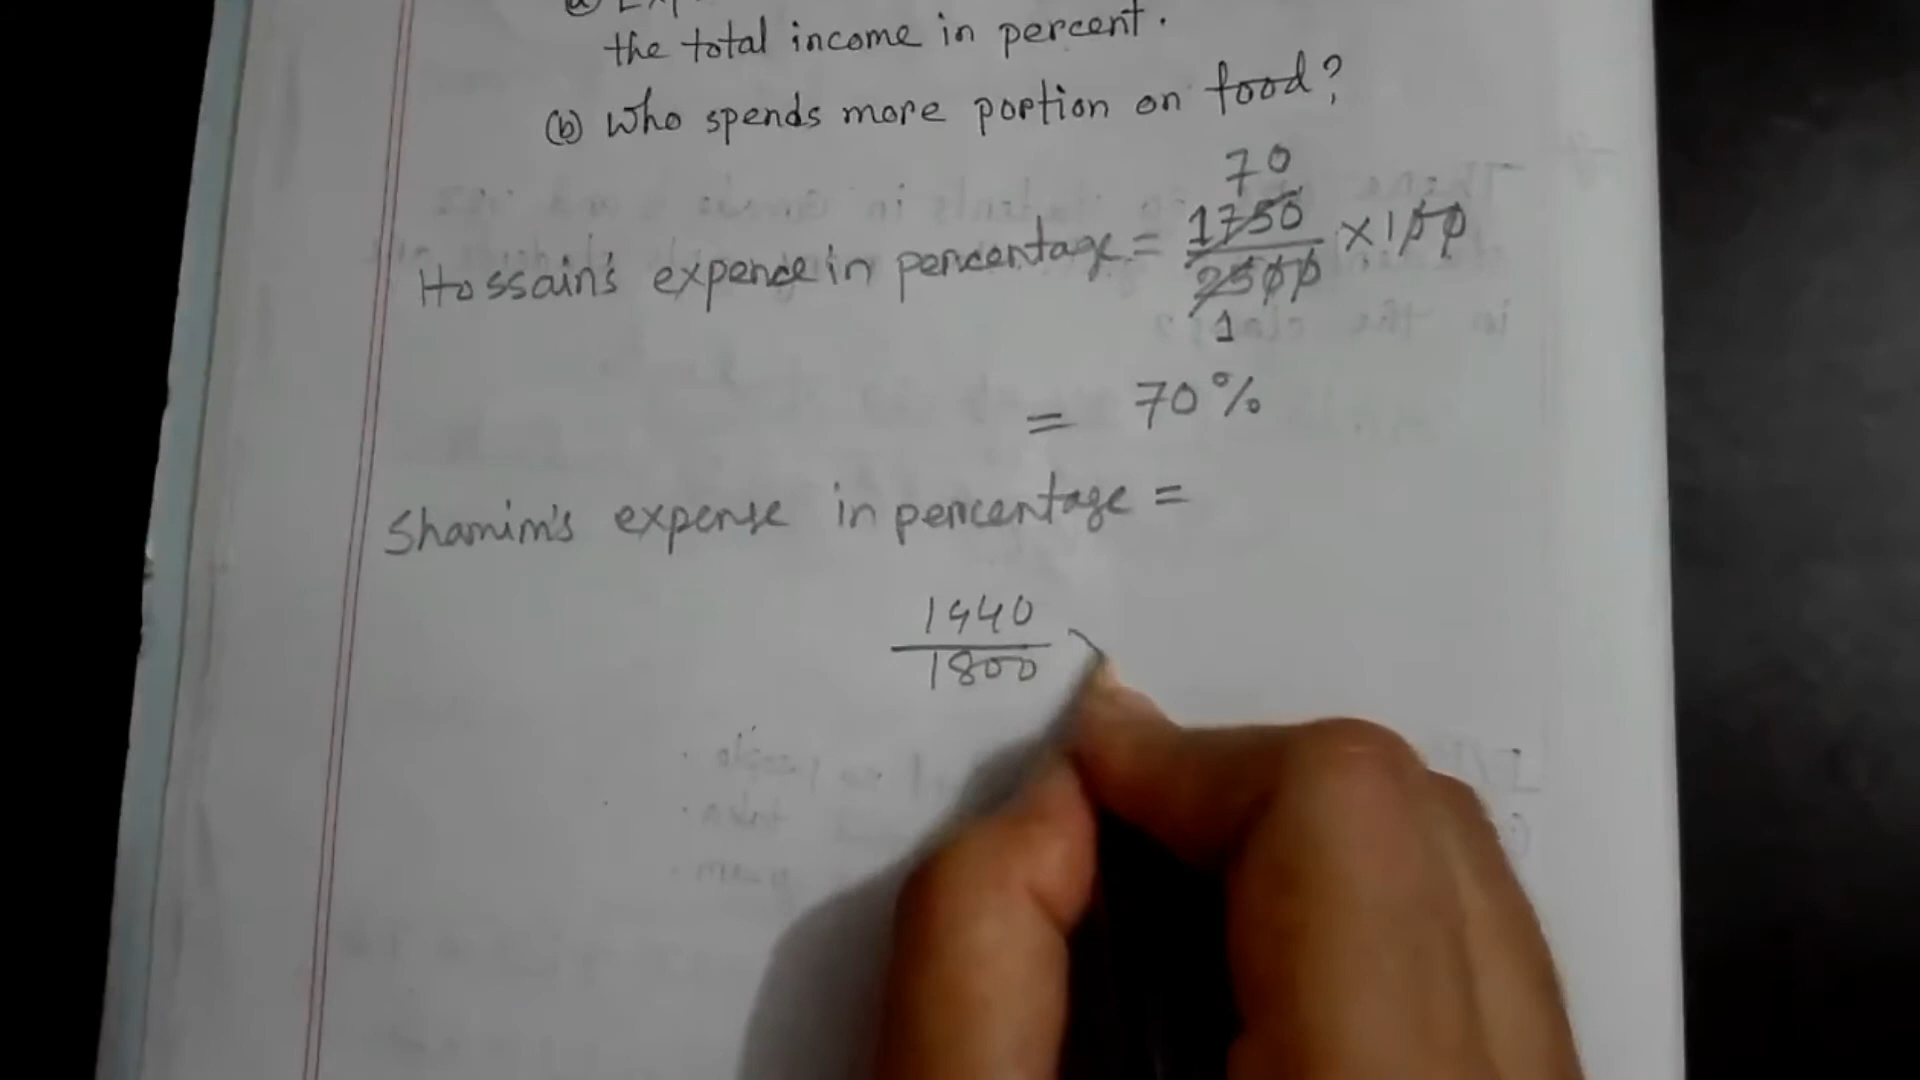 the total income in percent.
(b) Who spends more portion on food?
70
Hossain's expence in percentage = 1750 × 100
2500
1
= 70%
Shamim's expense in percentage =
1440
1800